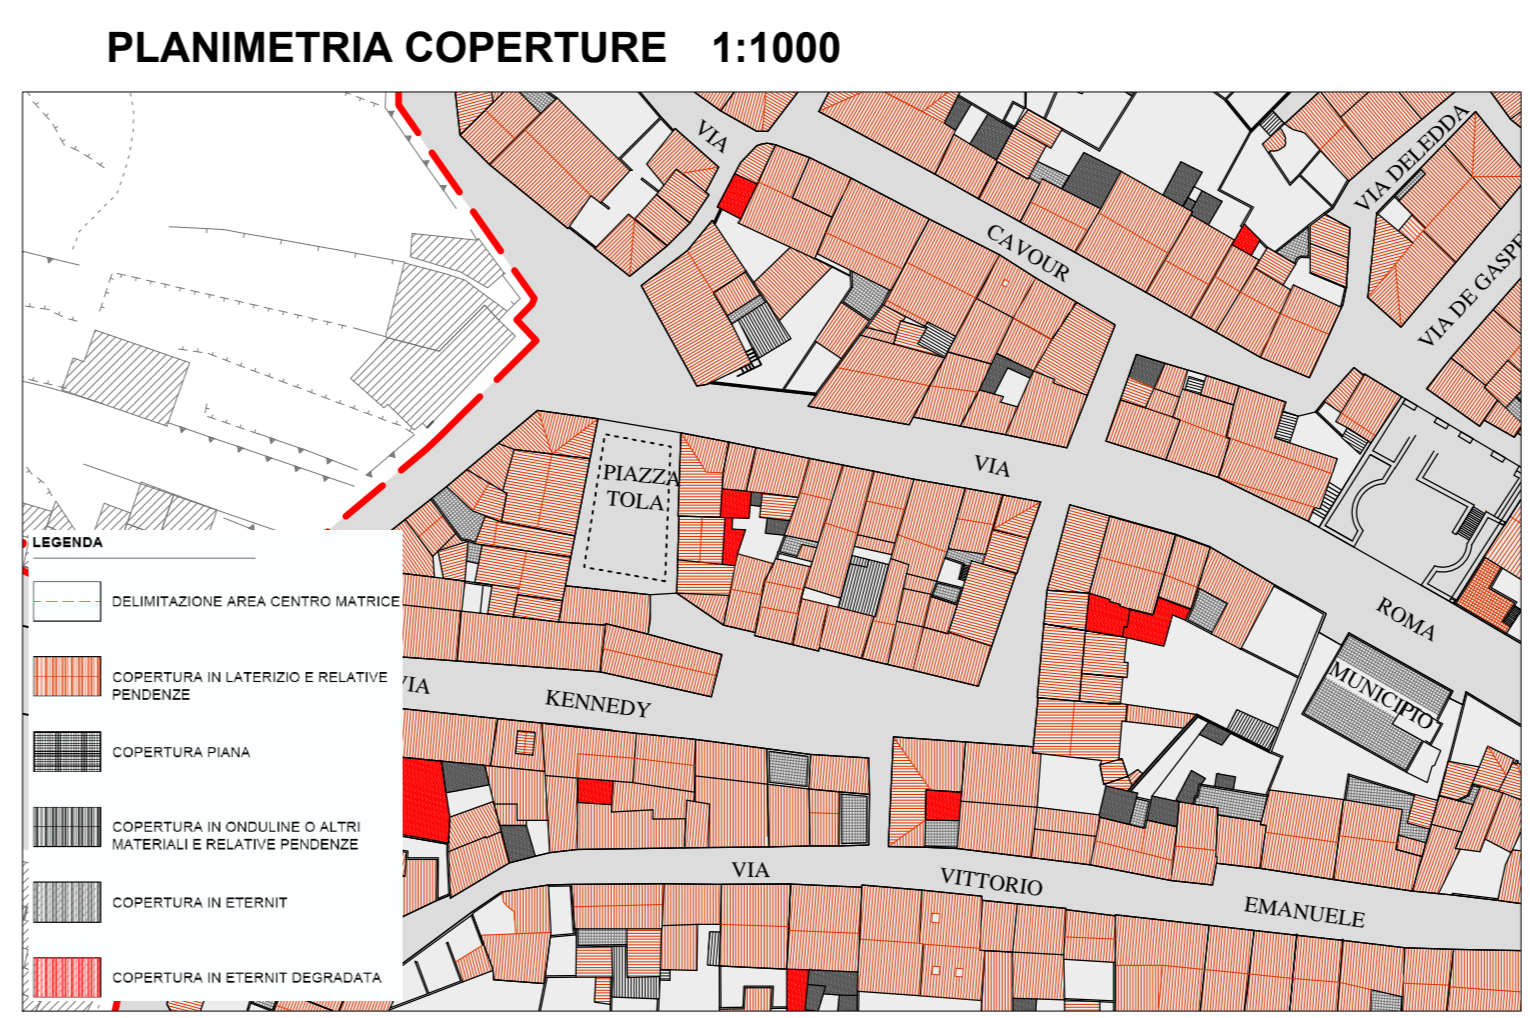 PLANIMETRIA COPERTURE 1:1000
VIA
CAVOUR
VIA DELEDDA
VIA DE GASPE
PIAZZA
TOLA
VIA
ROMA
MUNICIPIO
VIA
KENNEDY
VIA
VITTORIO
EMANUELE
LEGENDA
DELIMITAZIONE AREA CENTRO MATRICE
COPERTURA IN LATERIZIO E RELATIVE
PENDENZE
COPERTURA PIANA
COPERTURA IN ONDULINE O ALTRI
MATERIALI E RELATIVE PENDENZE
COPERTURA IN ETERNIT
COPERTURA IN ETERNIT DEGRADATA